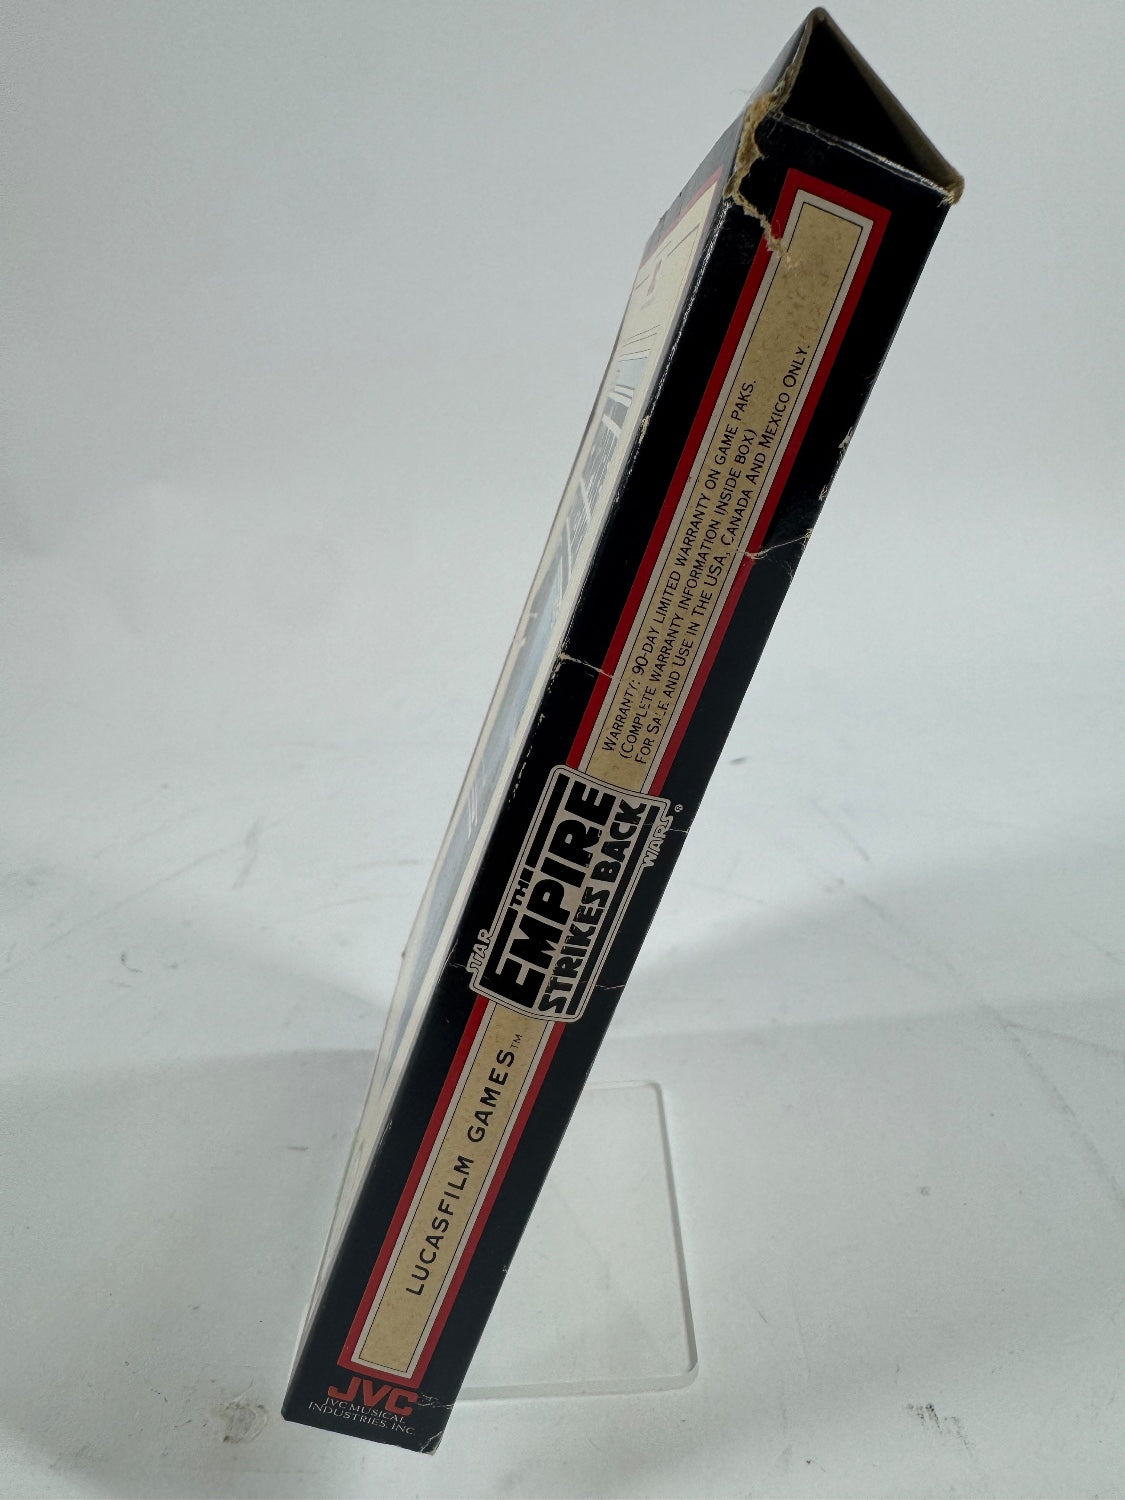 WARRANTY: 90-DAY LIMITED WARRANTY ON GAME PAKS.
(COMPLETE WARRANTY INFORMATION INSIDE BOX)
FOR SALE AND USE IN THE USA, CANADA AND MEXICO ONLY.
STAR
THE
EMPIRE
STRIKES BACK
WARS®
LUCASFILM GAMES™
JVC
JVC MUSICAL
INDUSTRIES, INC.